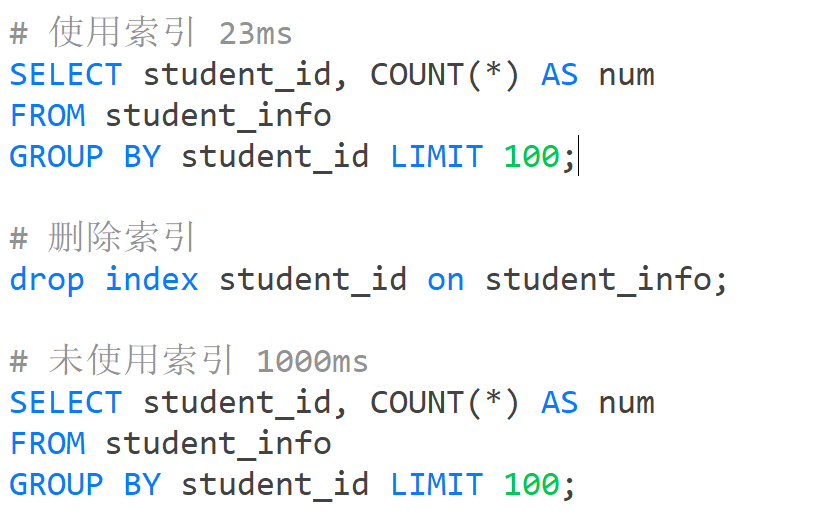 # 使用索引 23ms
SELECT student_id, COUNT(*) AS num
FROM student_info
GROUP BY student_id LIMIT 100;
# 删除索引
drop index student_id on student_info;
# 未使用索引 1000ms
SELECT student_id, COUNT(*) AS num
FROM student_info
GROUP BY student_id LIMIT 100;